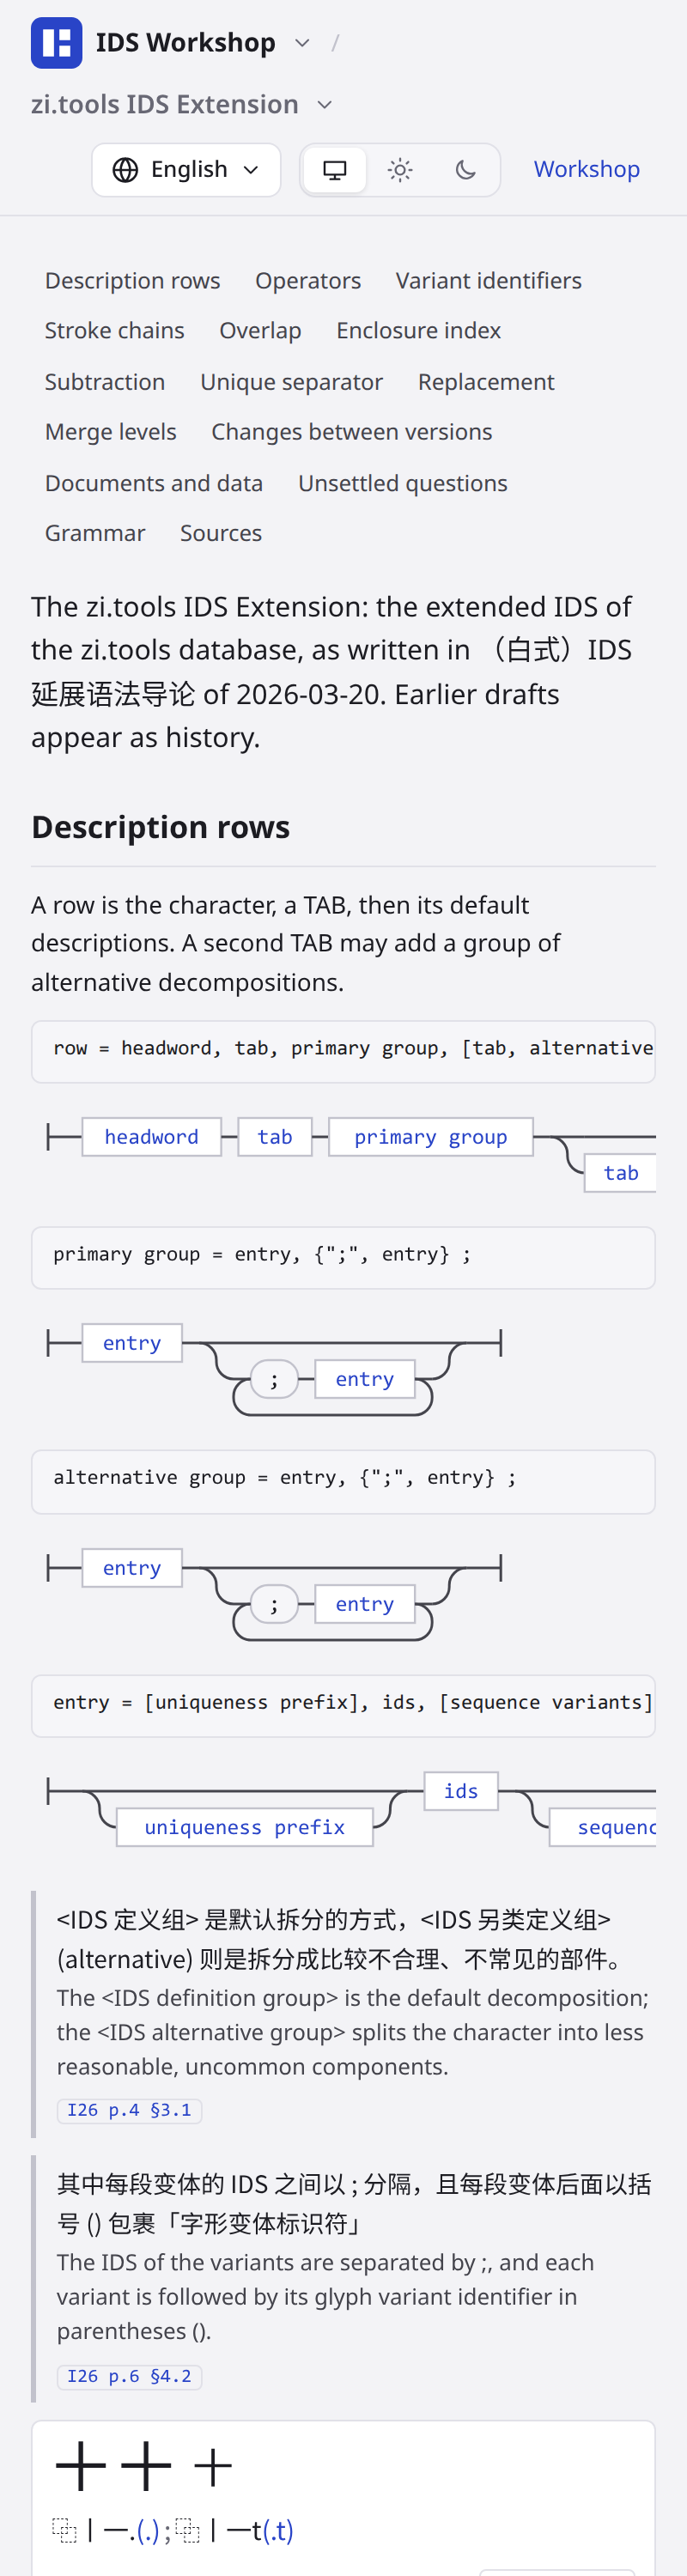 IDS Workshop /
zi.tools IDS Extension
English Workshop
Description rows Operators Variant identifiers
Stroke chains Overlap Enclosure index
Subtraction Unique separator Replacement
Merge levels Changes between versions
Documents and data Unsettled questions
Grammar Sources
The zi.tools IDS Extension: the extended IDS of
the zi.tools database, as written in （白式）IDS
延展语法导论 of 2026-03-20. Earlier drafts
appear as history.
Description rows
A row is the character, a TAB, then its default
descriptions. A second TAB may add a group of
alternative decompositions.
row = headword, tab, primary group, [tab, alternative
headword tab primary group
tab
primary group = entry, {";", entry} ;
entry
; entry
alternative group = entry, {";", entry} ;
entry
; entry
entry = [uniqueness prefix], ids, [sequence variants]
ids
uniqueness prefix sequenc
<IDS 定义组> 是默认拆分的方式，<IDS 另类定义组>
(alternative) 则是拆分成比较不合理、不常见的部件。
The <IDS definition group> is the default decomposition;
the <IDS alternative group> splits the character into less
reasonable, uncommon components.
I26 p.4 §3.1
其中每段变体的 IDS 之间以 ; 分隔，且每段变体后面以括
号 () 包裹「字形变体标识符」
The IDS of the variants are separated by ;, and each
variant is followed by its glyph variant identifier in
parentheses ().
I26 p.6 §4.2
十十 十
⿻丨一.(.);⿻丨一t(.t)